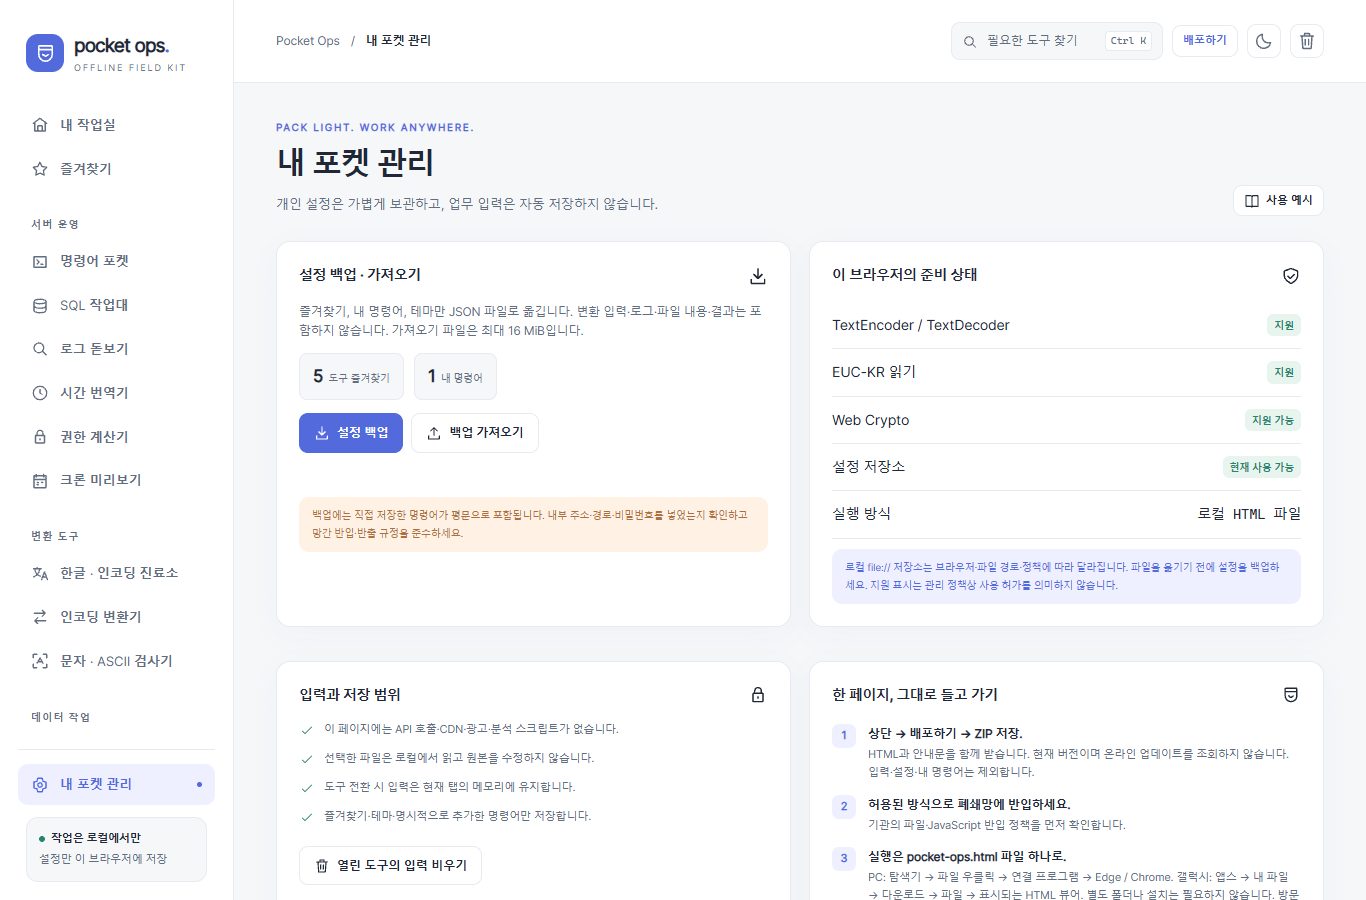 pocket ops.
OFFLINE FIELD KIT
내 작업실
즐겨찾기
서버 운영
명령어 포켓
SQL 작업대
로그 돋보기
시간 번역기
권한 계산기
크론 미리보기
변환 도구
한글 · 인코딩 진료소
인코딩 변환기
문자 · ASCII 검사기
데이터 작업
내 포켓 관리
작업은 로컬에서만
설정만 이 브라우저에 저장
Pocket Ops / 내 포켓 관리
필요한 도구 찾기 Ctrl K
배포하기
PACK LIGHT. WORK ANYWHERE.
내 포켓 관리
개인 설정은 가볍게 보관하고, 업무 입력은 자동 저장하지 않습니다.
사용 예시
설정 백업 · 가져오기
즐겨찾기, 내 명령어, 테마만 JSON 파일로 옮깁니다. 변환 입력·로그·파일 내용·결과는 포
함하지 않습니다. 가져오기 파일은 최대 16 MiB입니다.
5 도구 즐겨찾기
1 내 명령어
설정 백업
백업 가져오기
백업에는 직접 저장한 명령어가 평문으로 포함됩니다. 내부 주소·경로·비밀번호를 넣었는지 확인하고
망간 반입·반출 규정을 준수하세요.
이 브라우저의 준비 상태
TextEncoder / TextDecoder 지원
EUC-KR 읽기 지원
Web Crypto 지원 가능
설정 저장소 현재 사용 가능
실행 방식 로컬 HTML 파일
로컬 file:// 저장소는 브라우저·파일 경로·정책에 따라 달라집니다. 파일을 옮기기 전에 설정을 백업하
세요. 지원 표시는 관리 정책상 사용 허가를 의미하지 않습니다.
입력과 저장 범위
이 페이지에는 API 호출·CDN·광고·분석 스크립트가 없습니다.
선택한 파일은 로컬에서 읽고 원본을 수정하지 않습니다.
도구 전환 시 입력은 현재 탭의 메모리에 유지합니다.
즐겨찾기·테마·명시적으로 추가한 명령어만 저장합니다.
열린 도구의 입력 비우기
한 페이지, 그대로 들고 가기
1 상단 → 배포하기 → ZIP 저장.
HTML과 안내문을 함께 받습니다. 현재 버전이며 온라인 업데이트를 조회하지 않습니다.
입력·설정·내 명령어는 제외합니다.
2 허용된 방식으로 폐쇄망에 반입하세요.
기관의 파일·JavaScript 반입 정책을 먼저 확인합니다.
3 실행은 pocket-ops.html 파일 하나로.
PC: 탐색기 → 파일 우클릭 → 연결 프로그램 → Edge / Chrome. 갤럭시: 앱스 → 내 파일
→ 다운로드 → 파일 → 표시되는 HTML 뷰어. 별도 폴더나 설치는 필요하지 않습니다. 방문